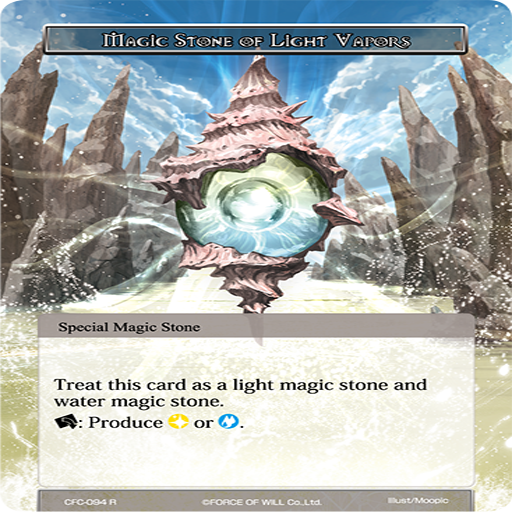 Magic Stone of Light Vapors
Special Magic Stone
Treat this card as a light magic stone and
water magic stone.
: Produce or .
CFC-094 R ©FORCE OF WILL Co.,Ltd. Illust/Moopic